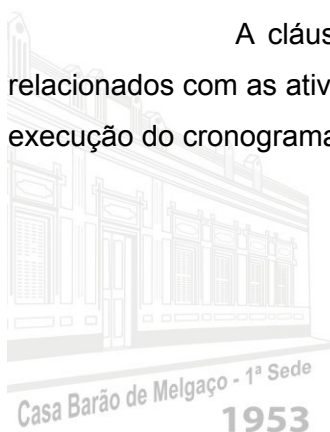 A cláus
relacionados com as ativ
execução do cronograma
Casa Barão de Melgaço - 1ª Sede
1953